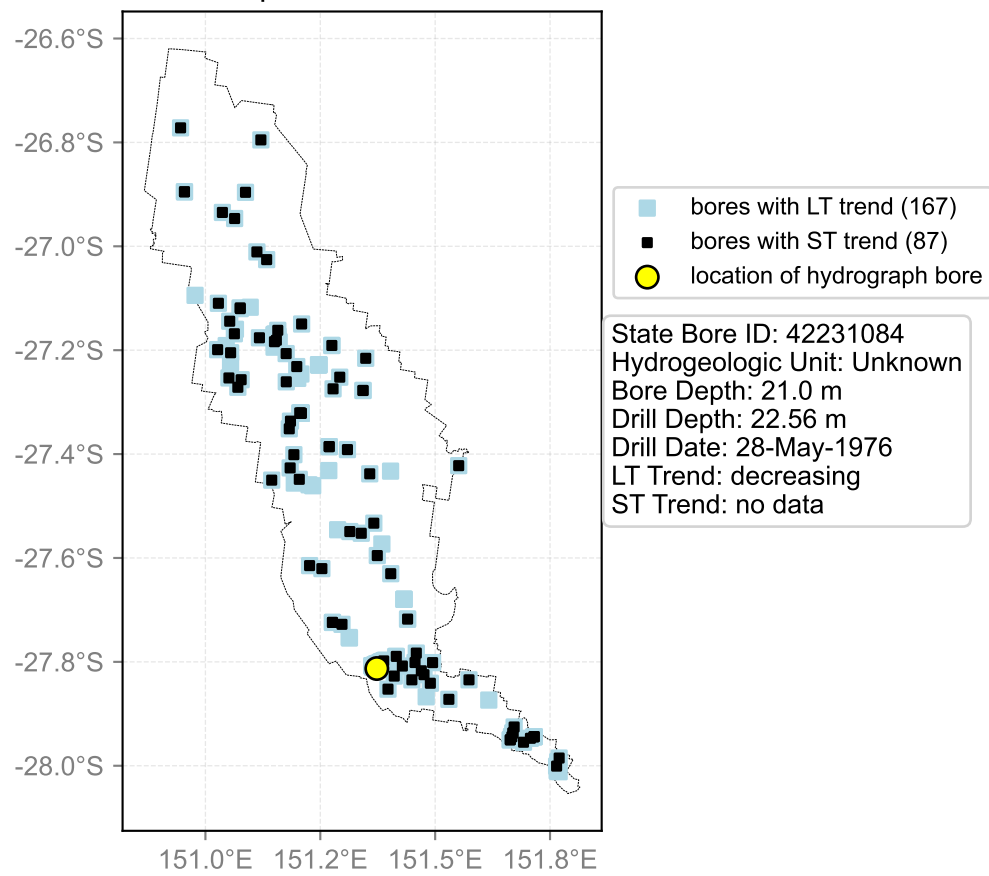 -26.6°S
-26.8°S
-27.0°S
-27.2°S
-27.4°S
-27.6°S
-27.8°S
-28.0°S
151.0°E 151.2°E 151.5°E 151.8°E
bores with LT trend (167)
bores with ST trend (87)
location of hydrograph bore
State Bore ID: 42231084
Hydrogeologic Unit: Unknown
Bore Depth: 21.0 m
Drill Depth: 22.56 m
Drill Date: 28-May-1976
LT Trend: decreasing
ST Trend: no data